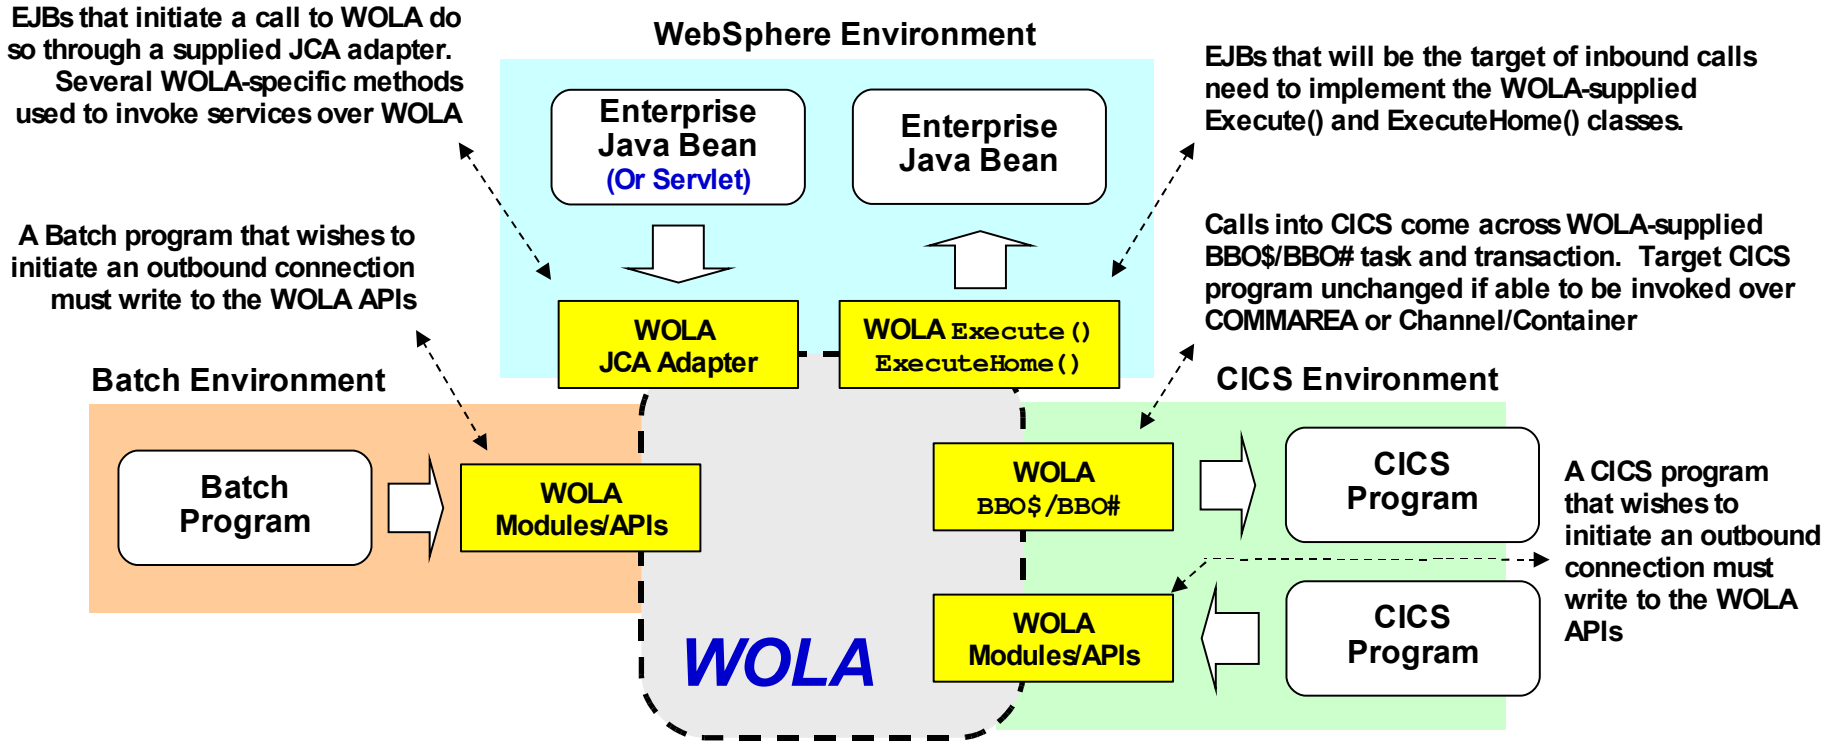 EJBs that initiate a call to WOLA do
so through a supplied JCA adapter.
Several WOLA-specific methods
used to invoke services over WOLA
WebSphere Environment
EJBs that will be the target of inbound calls
need to implement the WOLA-supplied
Execute() and ExecuteHome() classes.
Enterprise
Java Bean
(Or Servlet)
Enterprise
Java Bean
A Batch program that wishes to
initiate an outbound connection
must write to the WOLA APIs
Calls into CICS come across WOLA-supplied
BBO$/BBO# task and transaction. Target CICS
program unchanged if able to be invoked over
COMMAREA or Channel/Container
WOLA
JCA Adapter
WOLA Execute()
ExecuteHome()
Batch Environment
CICS Environment
Batch
Program
WOLA
Modules/APIs
WOLA
BBO$/BBO#
CICS
Program
A CICS program
that wishes to
initiate an outbound
connection must
write to the WOLA
APIs
WOLA
WOLA
Modules/APIs
CICS
Program